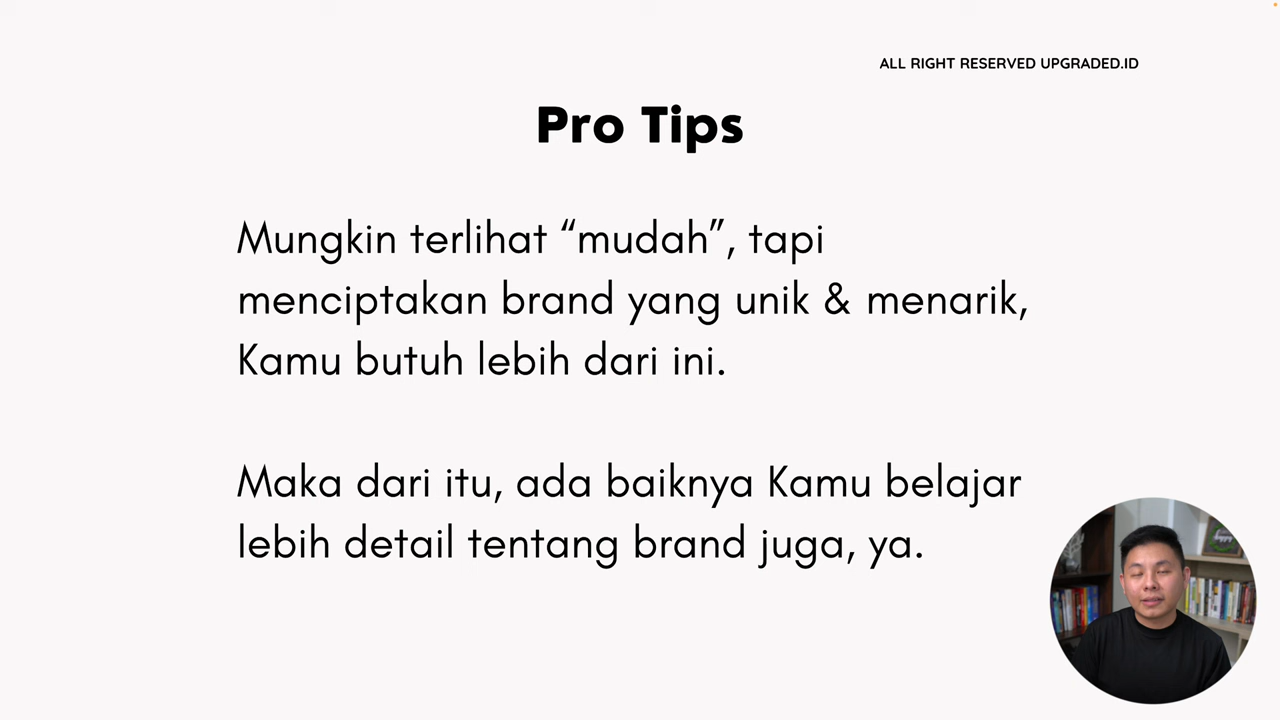 ALL RIGHT RESERVED UPGRADED.ID
Pro Tips
Mungkin terlihat “mudah”, tapi
menciptakan brand yang unik & menarik,
Kamu butuh lebih dari ini.
Maka dari itu, ada baiknya Kamu belajar
lebih detail tentang brand juga, ya.